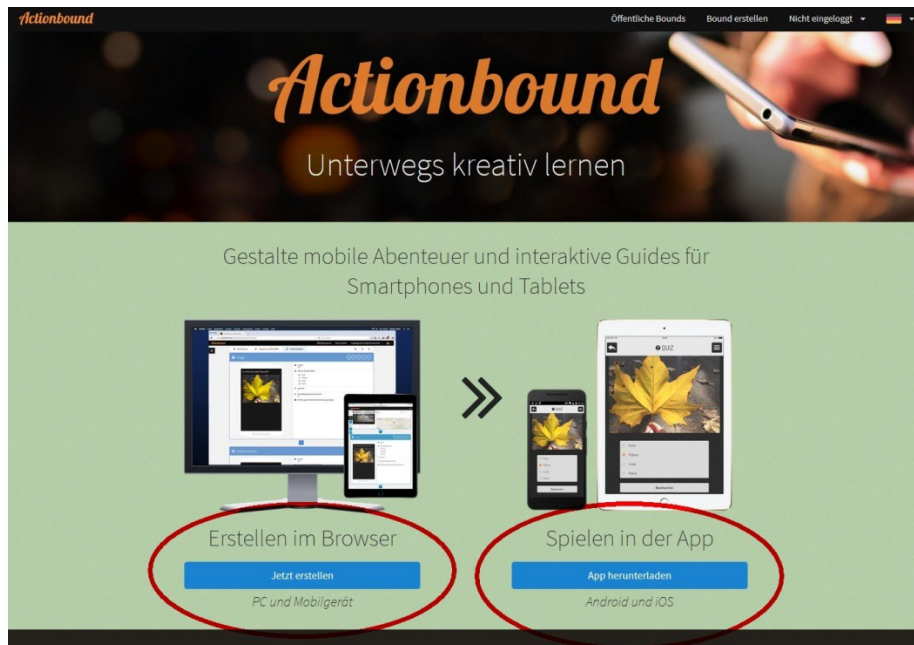 Actionbound
Öffentliche Bounds
Bound erstellen
Nicht eingeloggt
Actionbound
Unterwegs kreativ lernen
Gestalte mobile Abenteuer und interaktive Guides für
Smartphones und Tablets
QUIZ
Erstellen im Browser
Jetzt erstellen
PC und Mobilgerät
Spielen in der App
App herunterladen
Android und iOS